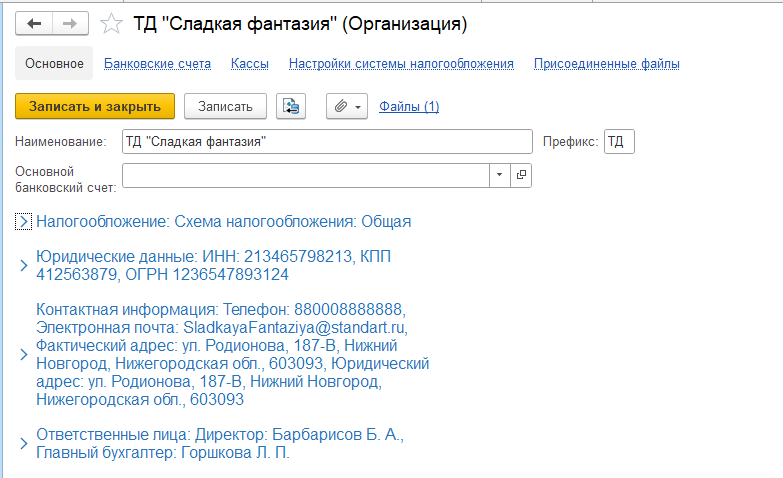 ТД "Сладкая фантазия" (Организация)
Основное Банковские счета Кассы Настройки системы налогообложения Присоединенные файлы
Записать и закрыть Записать Файлы (1)
Наименование: ТД "Сладкая фантазия" Префикс: ТД
Основной
банковский счет:
Налогообложение: Схема налогообложения: Общая
Юридические данные: ИНН: 213465798213, КПП
412563879, ОГРН 1236547893124
Контактная информация: Телефон: 880008888888,
Электронная почта: SladkayaFantaziya@standart.ru,
Фактический адрес: ул. Родионова, 187-В, Нижний
Новгород, Нижегородская обл., 603093, Юридический
адрес: ул. Родионова, 187-В, Нижний Новгород,
Нижегородская обл., 603093
Ответственные лица: Директор: Барбарисов Б. А.,
Главный бухгалтер: Горшкова Л. П.